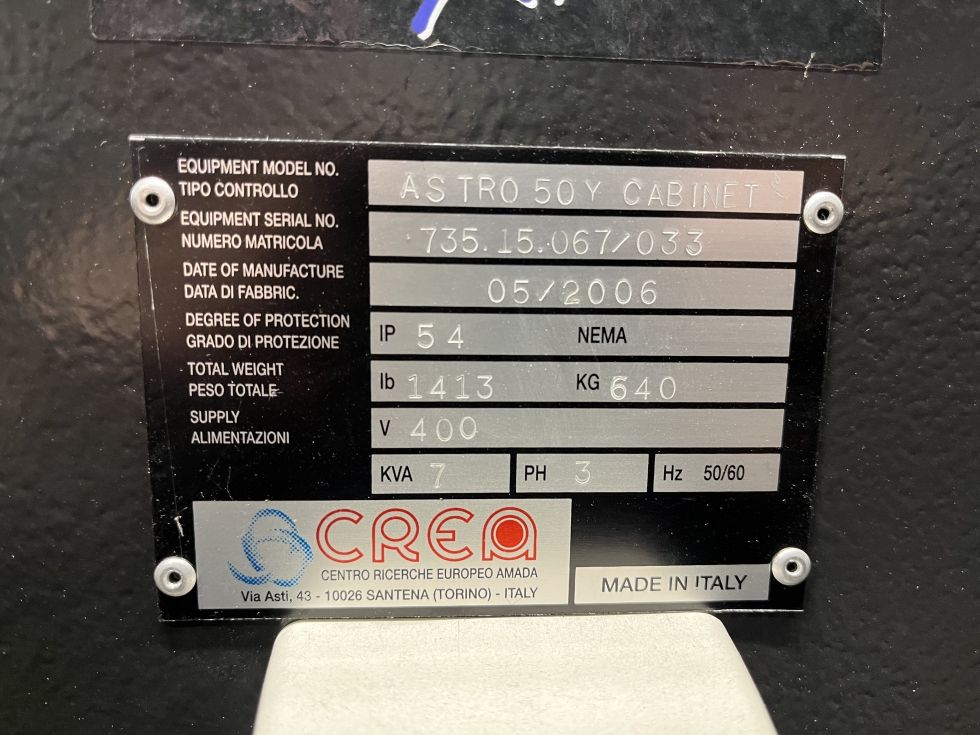 EQUIPMENT MODEL NO.
TIPO CONTROLLO
ASTRO 50Y CABINET
EQUIPMENT SERIAL NO.
NUMERO MATRICOLA
735.15.067/033
DATE OF MANUFACTURE
DATA DI FABBRIC.
05/2006
DEGREE OF PROTECTION
GRADO DI PROTEZIONE
IP 54 NEMA
TOTAL WEIGHT
PESO TOTALE
lb 1413 KG 640
SUPPLY
ALIMENTAZIONI
V 400
KVA 7 PH 3 Hz 50/60
CREA
CENTRO RICERCHE EUROPEO AMADA
Via Asti, 43 - 10026 SANTENA (TORINO) - ITALY
MADE IN ITALY